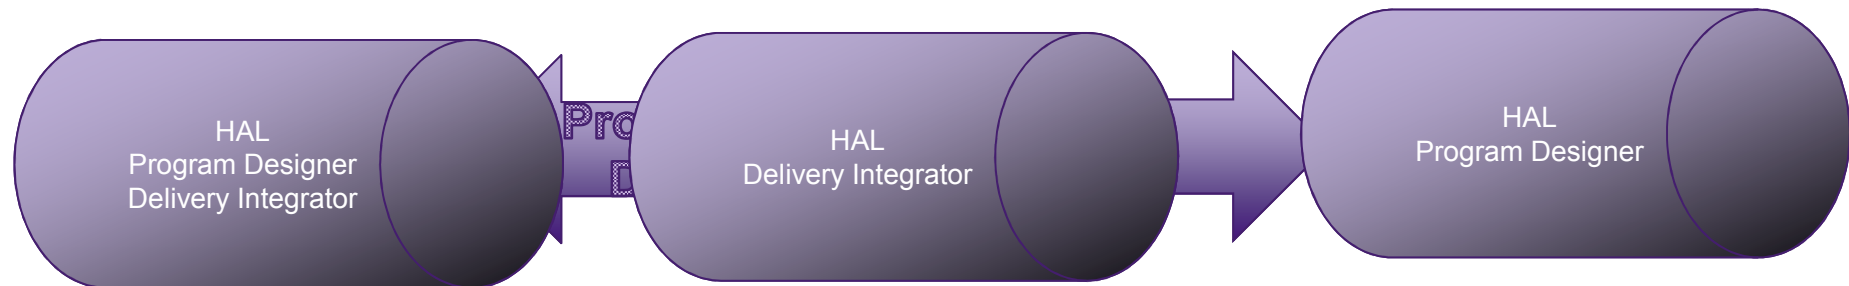 HAL
Program Designer
Delivery Integrator
HAL
Delivery Integrator
HAL
Program Designer